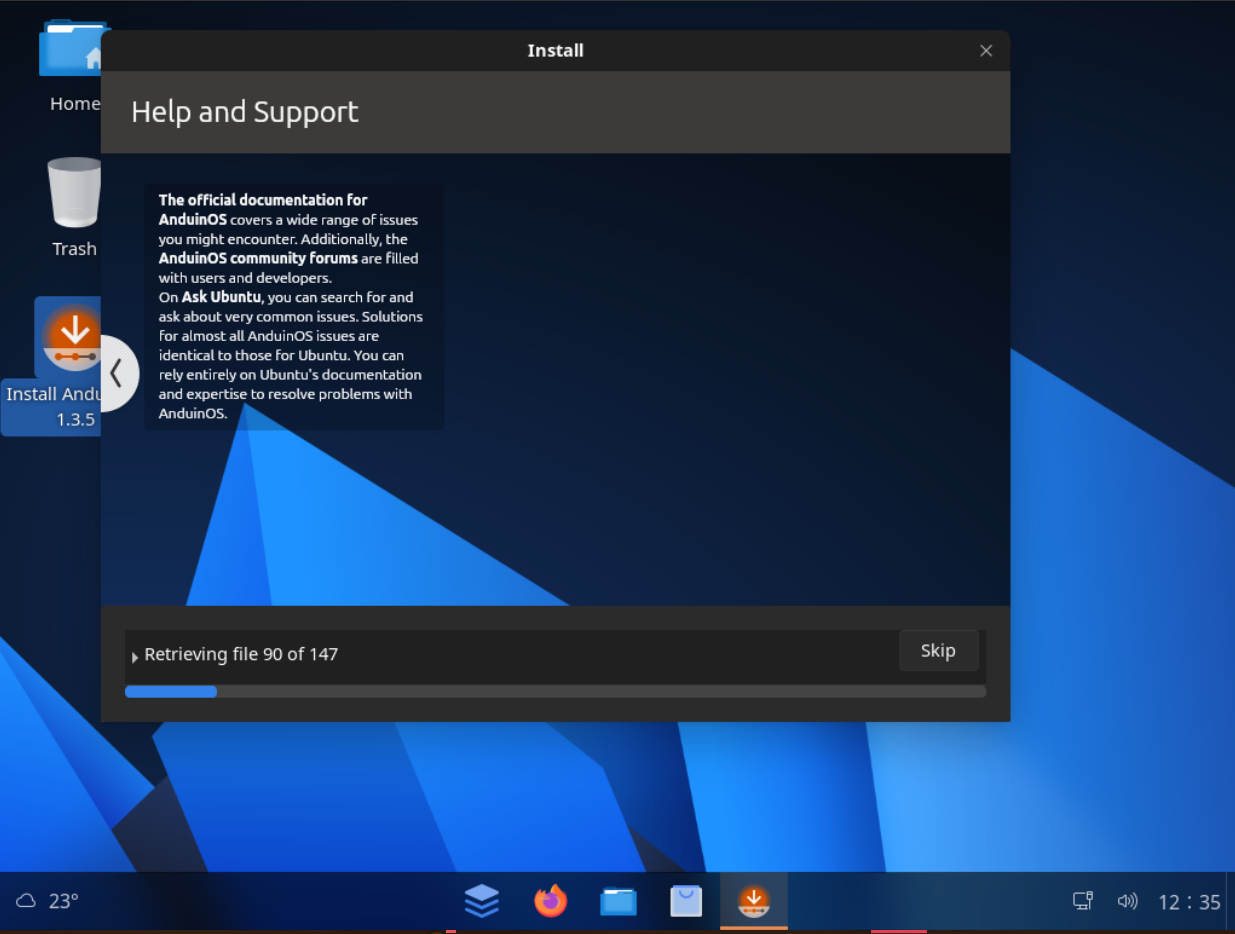 Install
Home
Help and Support
Trash
The official documentation for
AnduinOS covers a wide range of issues
you might encounter. Additionally, the
AnduinOS community forums are filled
with users and developers.
On Ask Ubuntu, you can search for and
ask about very common issues. Solutions
for almost all AnduinOS issues are
identical to those for Ubuntu. You can
rely entirely on Ubuntu's documentation
and expertise to resolve problems with
AnduinOS.
Install Andu
1.3.5
Retrieving file 90 of 147
Skip
23°
12 : 35